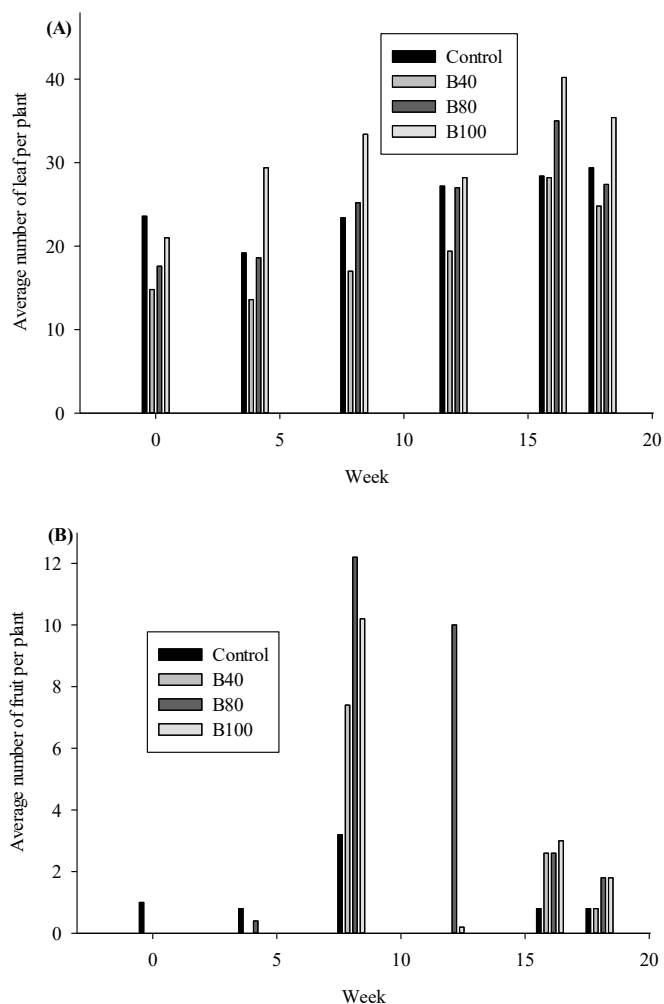 (A)
Average number of leaf per plant
40
30
20
10
0
Control
B40
B80
B100
0 5 10 15 20
Week
(B)
Average number of fruit per plant
12
10
8
6
4
2
0
Control
B40
B80
B100
0 5 10 15 20
Week